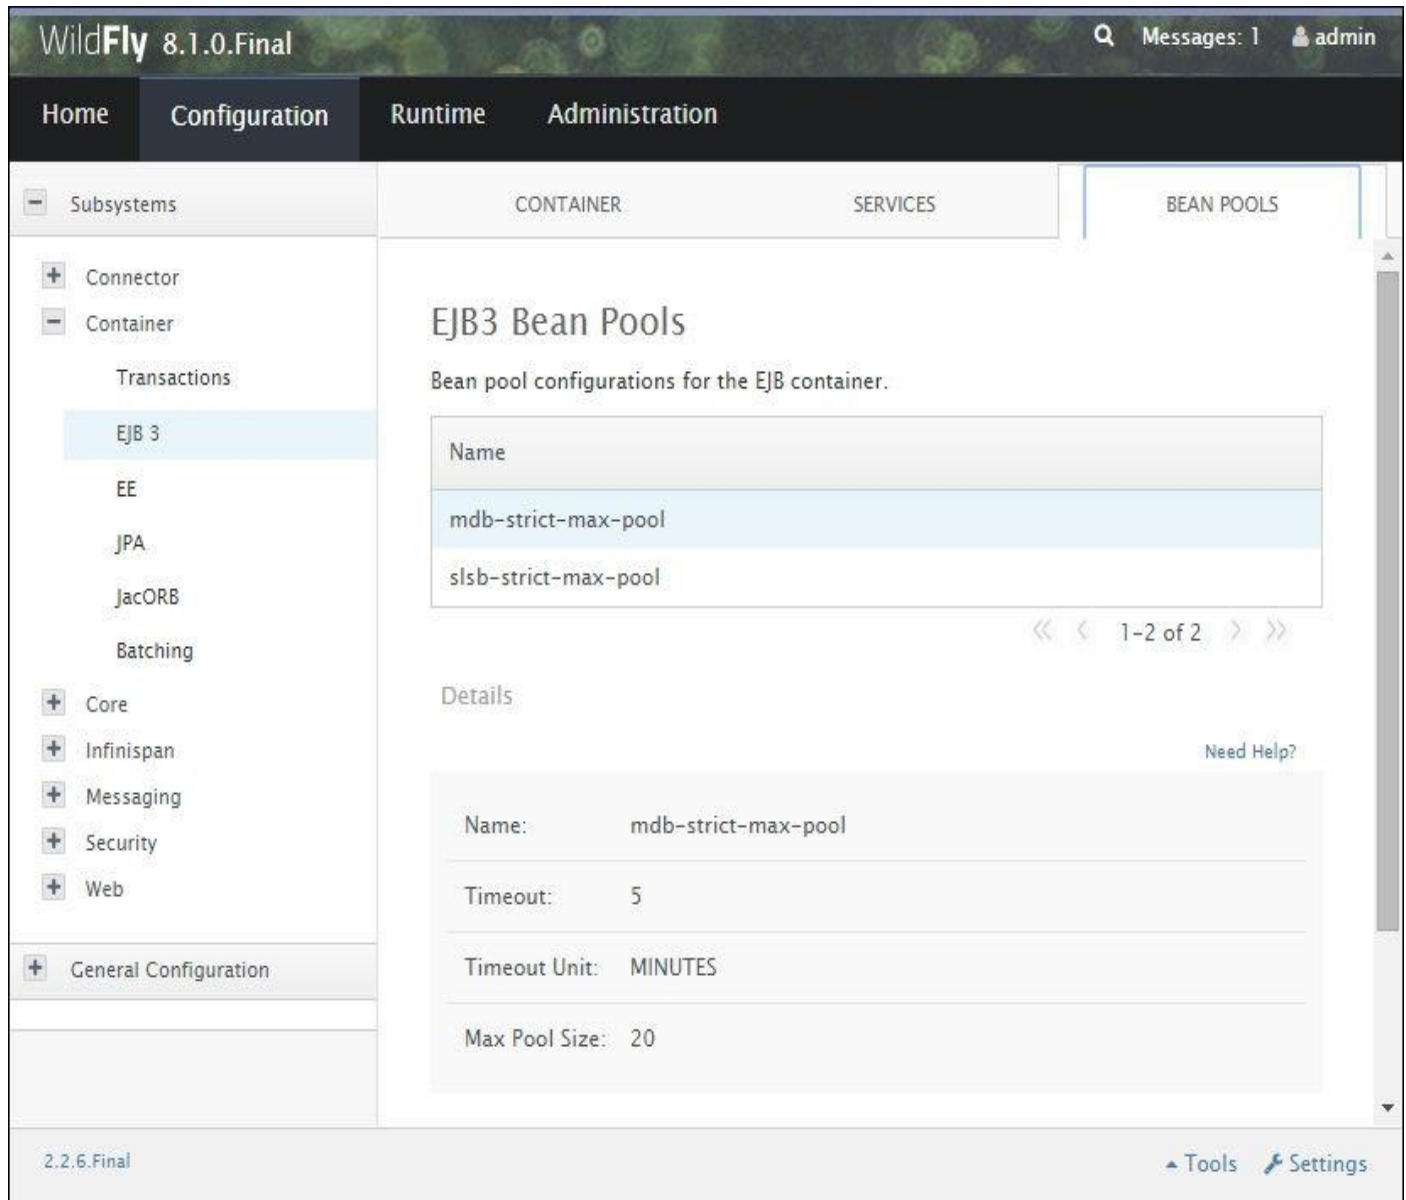 WildFly 8.1.0.Final
Messages: 1 admin
Home Configuration Runtime Administration
Subsystems
CONTAINER SERVICES BEAN POOLS
Connector
Container
Transactions
EJB 3
EE
JPA
JacORB
Batching
Core
Infinispan
Messaging
Security
Web
General Configuration
EJB3 Bean Pools
Bean pool configurations for the EJB container.
Name
mdb-strict-max-pool
slsb-strict-max-pool
« ‹ 1-2 of 2 › »
Details
Need Help?
Name: mdb-strict-max-pool
Timeout: 5
Timeout Unit: MINUTES
Max Pool Size: 20
2.2.6.Final
Tools Settings